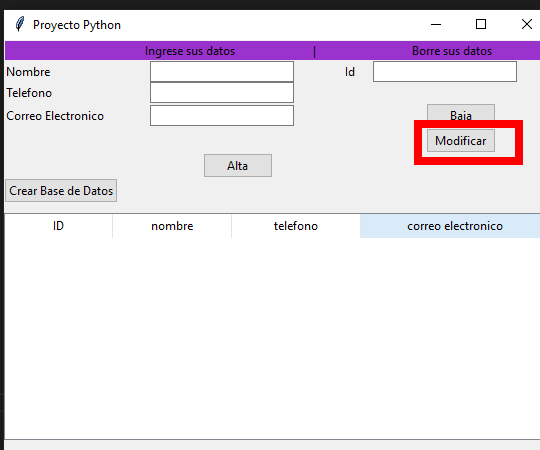 Proyecto Python
Ingrese sus datos | Borre sus datos
Nombre Id
Telefono
Correo Electronico Baja
Modificar
Alta
Crear Base de Datos
ID nombre telefono correo electronico